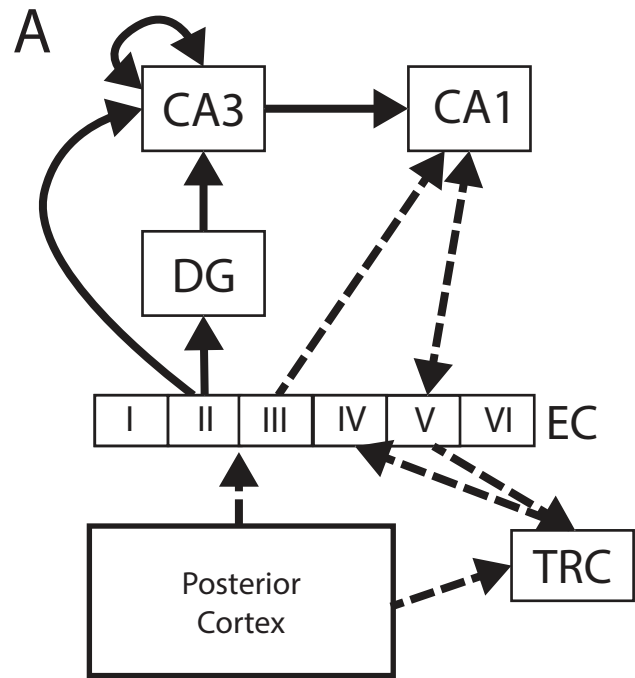 A
CA3
CA1
DG
I II III IV V VI EC
Posterior
Cortex
TRC